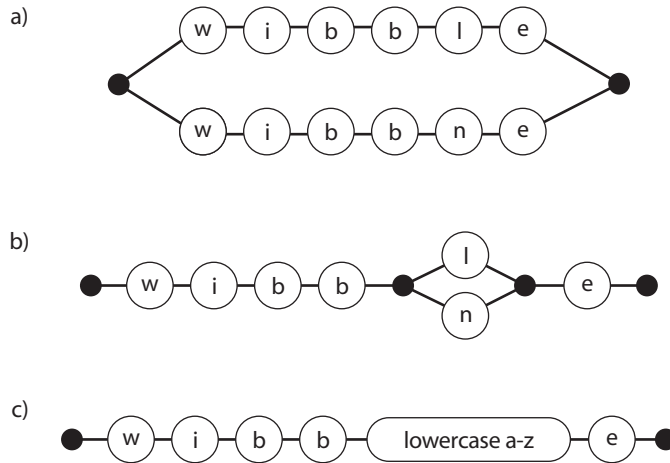 a)
w i b b l e
w i b b n e
b)
l
w i b b e
n
c)
w i b b lowercase a-z e